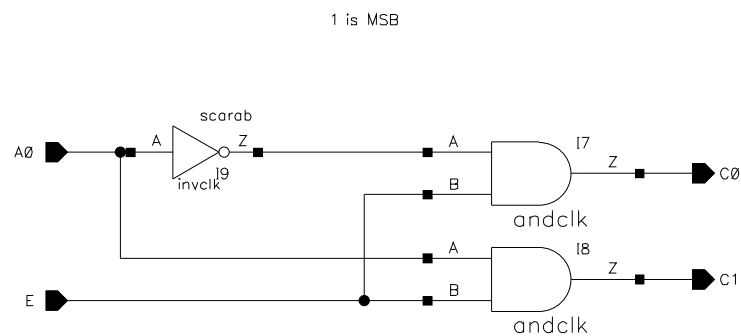 1 is MSB
scarab
A0 A Z A I7
I9 Z C0
invclk B
andclk
A I8
Z C1
E B
andclk